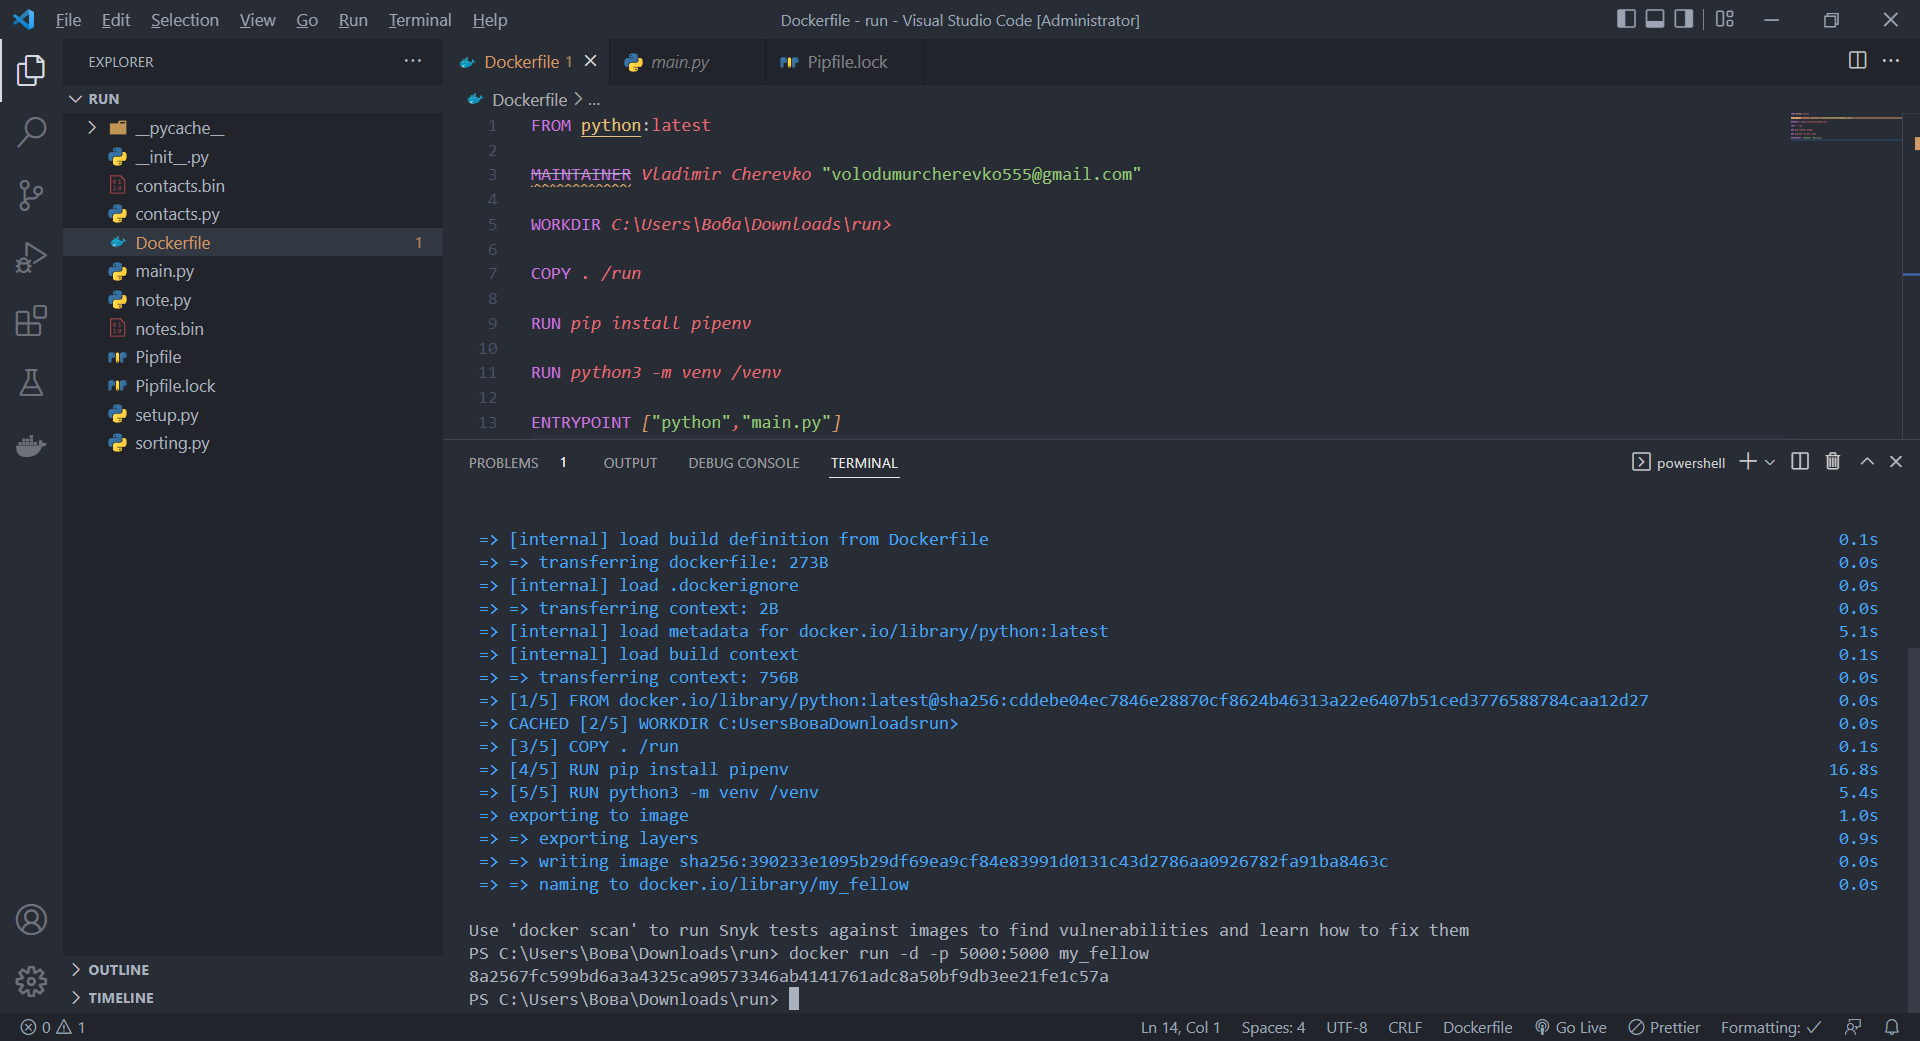 File Edit Selection View Go Run Terminal Help
Dockerfile - run - Visual Studio Code [Administrator]
EXPLORER
RUN
__pycache__
__init__.py
contacts.bin
contacts.py
Dockerfile 1
main.py
note.py
notes.bin
Pipfile
Pipfile.lock
setup.py
sorting.py
OUTLINE
TIMELINE
Dockerfile 1 main.py Pipfile.lock
Dockerfile > ...
1 FROM python:latest
2
3 MAINTAINER Vladimir Cherevko "volodumurcherevko555@gmail.com"
4
5 WORKDIR C:\Users\Вова\Downloads\run>
6
7 COPY . /run
8
9 RUN pip install pipenv
10
11 RUN python3 -m venv /venv
12
13 ENTRYPOINT ["python","main.py"]
PROBLEMS 1 OUTPUT DEBUG CONSOLE TERMINAL
powershell
=> [internal] load build definition from Dockerfile 0.1s
=> => transferring dockerfile: 273B 0.0s
=> [internal] load .dockerignore 0.0s
=> => transferring context: 2B 0.0s
=> [internal] load metadata for docker.io/library/python:latest 5.1s
=> [internal] load build context 0.1s
=> => transferring context: 756B 0.0s
=> [1/5] FROM docker.io/library/python:latest@sha256:cddebe04ec7846e28870cf8624b46313a22e6407b51ced3776588784caa12d27 0.0s
=> CACHED [2/5] WORKDIR C:UsersВоваDownloadsrun> 0.0s
=> [3/5] COPY . /run 0.1s
=> [4/5] RUN pip install pipenv 16.8s
=> [5/5] RUN python3 -m venv /venv 5.4s
=> exporting to image 1.0s
=> => exporting layers 0.9s
=> => writing image sha256:390233e1095b29df69ea9cf84e83991d0131c43d2786aa0926782fa91ba8463c 0.0s
=> => naming to docker.io/library/my_fellow 0.0s
Use 'docker scan' to run Snyk tests against images to find vulnerabilities and learn how to fix them
PS C:\Users\Вова\Downloads\run> docker run -d -p 5000:5000 my_fellow
8a2567fc599bd6a3a4325ca90573346ab4141761adc8a50bf9db3ee21fe1c57a
PS C:\Users\Вова\Downloads\run>
0 1
Ln 14, Col 1 Spaces: 4 UTF-8 CRLF Dockerfile Go Live Prettier Formatting: ✓